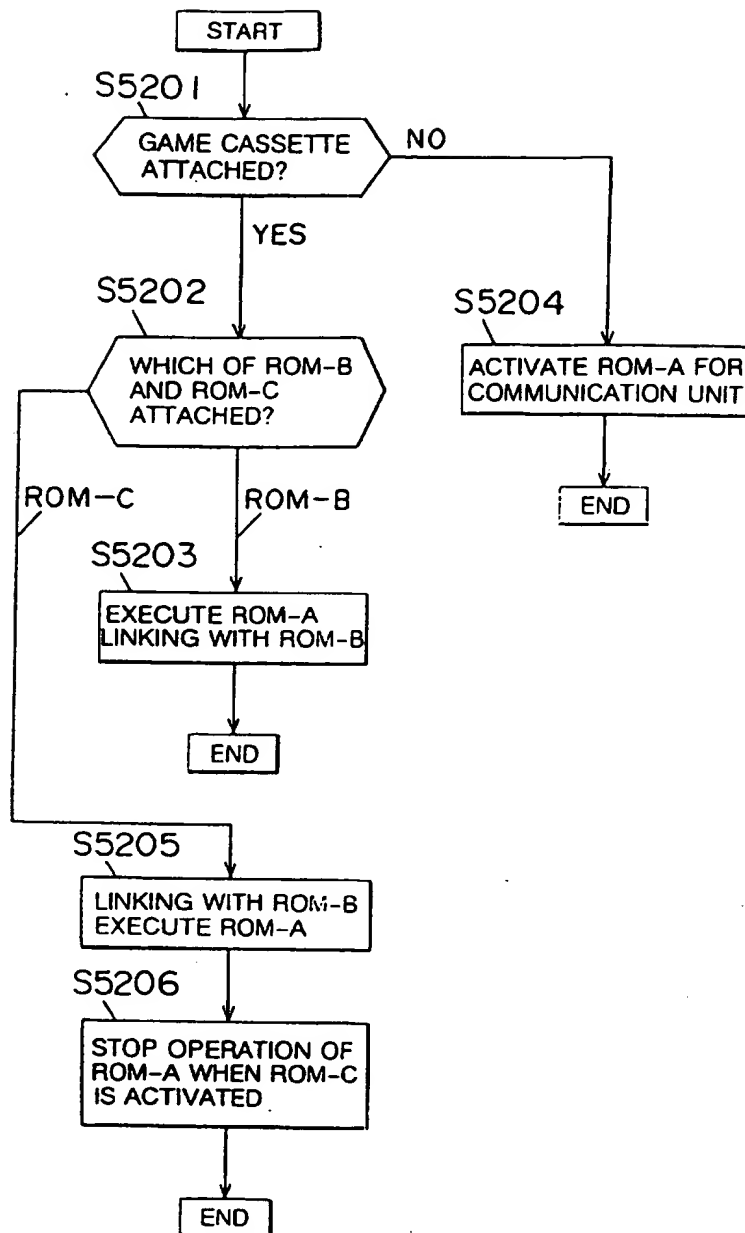 START
S5201
GAME CASSETTE
ATTACHED?
NO
YES
S5202
WHICH OF ROM-B
AND ROM-C
ATTACHED?
S5204
ACTIVATE ROM-A FOR
COMMUNICATION UNIT
END
ROM-C
ROM-B
S5203
EXECUTE ROM-A
LINKING WITH ROM-B
END
S5205
LINKING WITH ROM-B
EXECUTE ROM-A
S5206
STOP OPERATION OF
ROM-A WHEN ROM-C
IS ACTIVATED
END